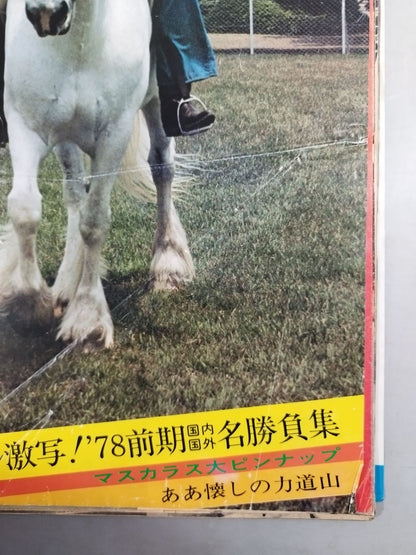 激写!'78前期国内国外名勝負集
マスカラス大ピンナップ
ああ懐しの力道山